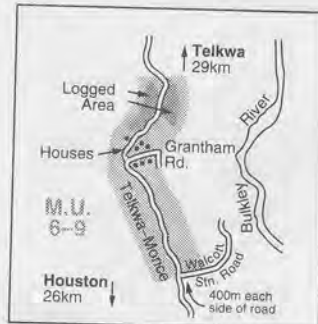 Telkwa
29km
Logged
Area
River
Houses
Grantham
Rd.
M.U.
6-9
Telkwa-Morice
Bulkley
Walcott
Stn. Road
Houston
26km
400m each
side of road